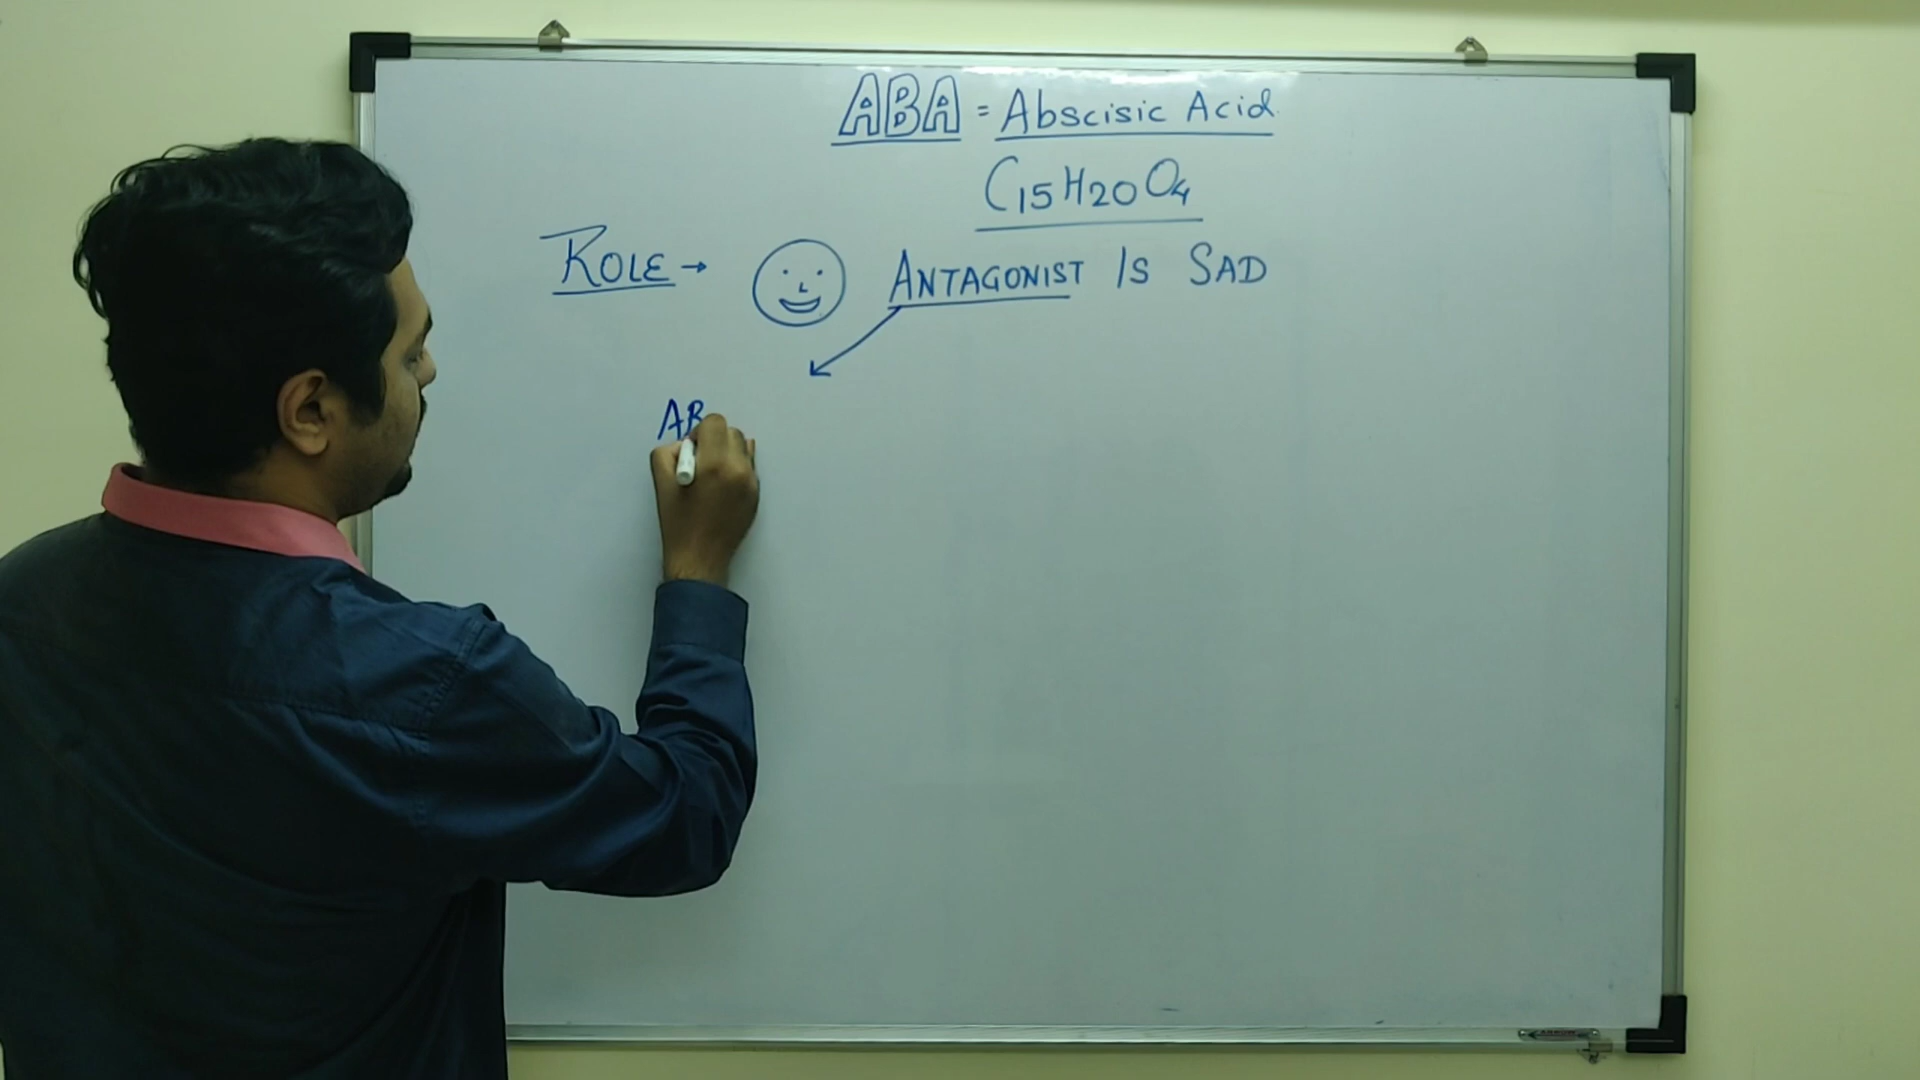 ABA = Abscisic Acid
C15H20O4
ROLE → ANTAGONIST IS SAD
AB